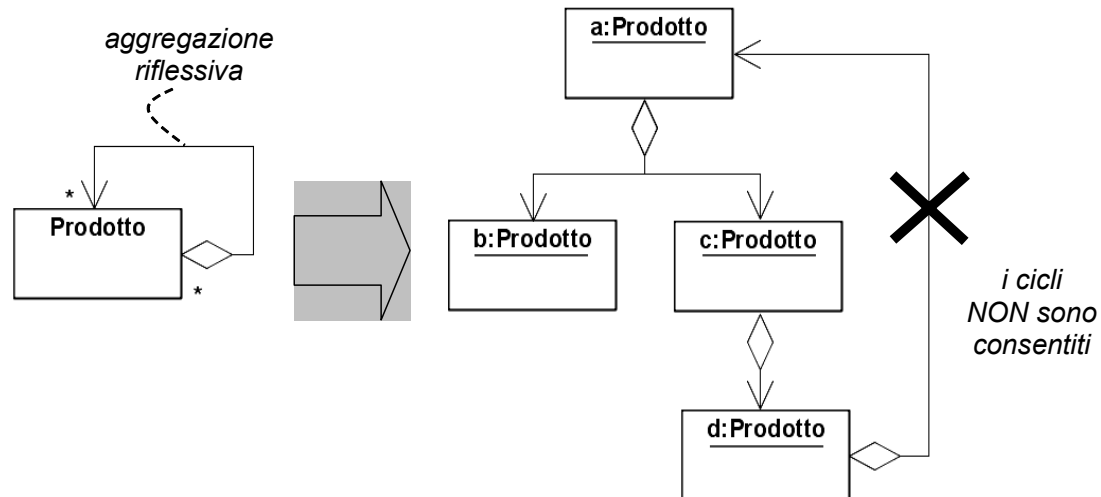 aggregazione
riflessiva
*
Prodotto
*
a:Prodotto
b:Prodotto
c:Prodotto
d:Prodotto
i cicli
NON sono
consentiti